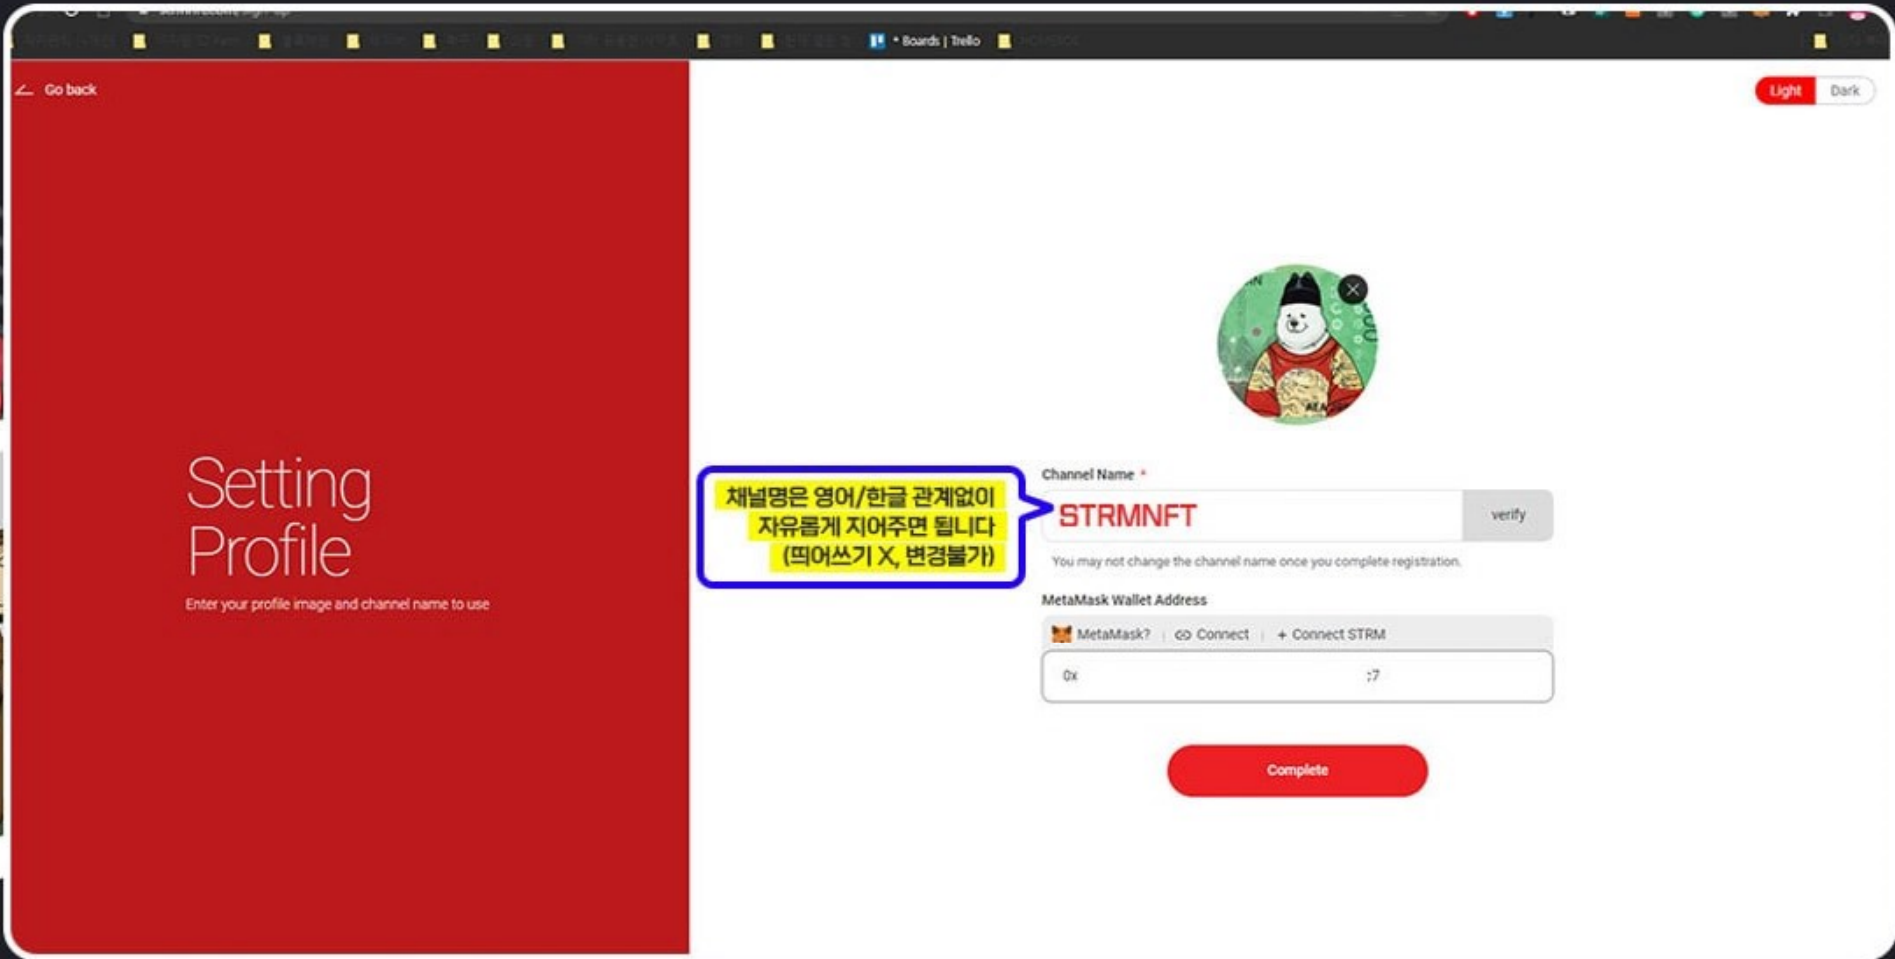 * Boards | Trello
Go back
Light
Dark
Setting
Profile
Enter your profile image and channel name to use
채널명은 영어/한글 관계없이
자유롭게 지어주면 됩니다
(띄어쓰기 X, 변경불가)
Channel Name *
STRMNFT
verify
You may not change the channel name once you complete registration.
MetaMask Wallet Address
MetaMask? | Connect | + Connect STRM
0x :7
Complete